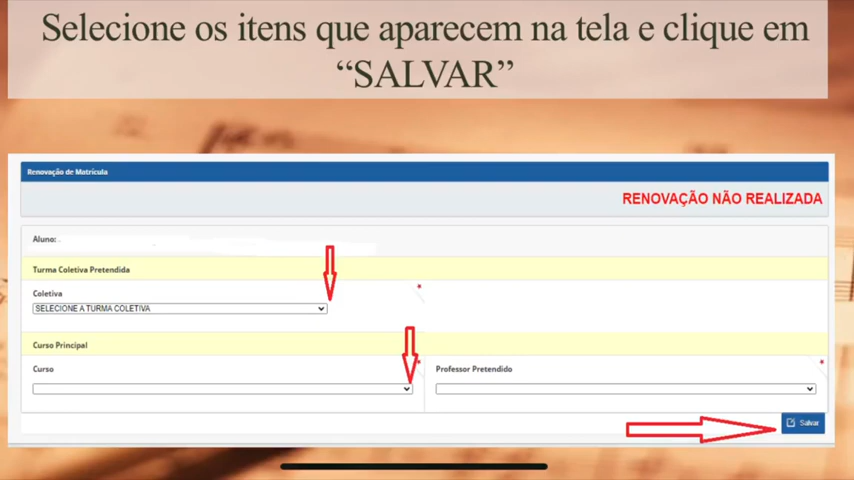 Selecione os itens que aparecem na tela e clique em
“SALVAR”
Renovação de Matrícula
RENOVAÇÃO NÃO REALIZADA
Aluno:
Turma Coletiva Pretendida
Coletiva
*
SELECIONE A TURMA COLETIVA
Curso Principal
Curso
*
Professor Pretendido
*
Salvar